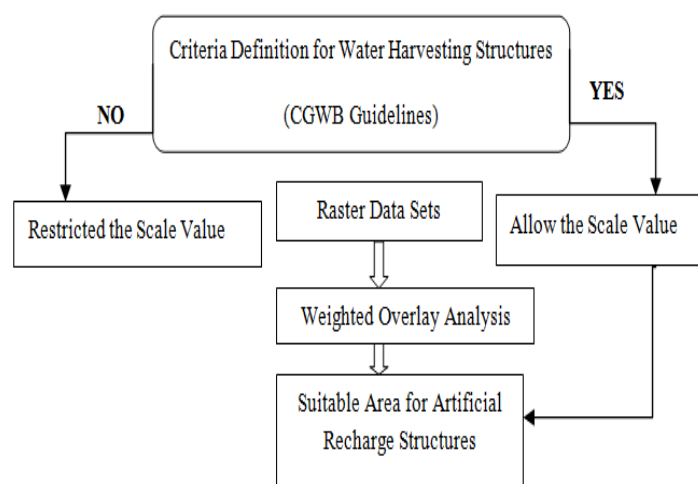 Criteria Definition for Water Harvesting Structures
(CGWB Guidelines)
NO
YES
Restricted the Scale Value
Raster Data Sets
Allow the Scale Value
Weighted Overlay Analysis
Suitable Area for Artificial
Recharge Structures